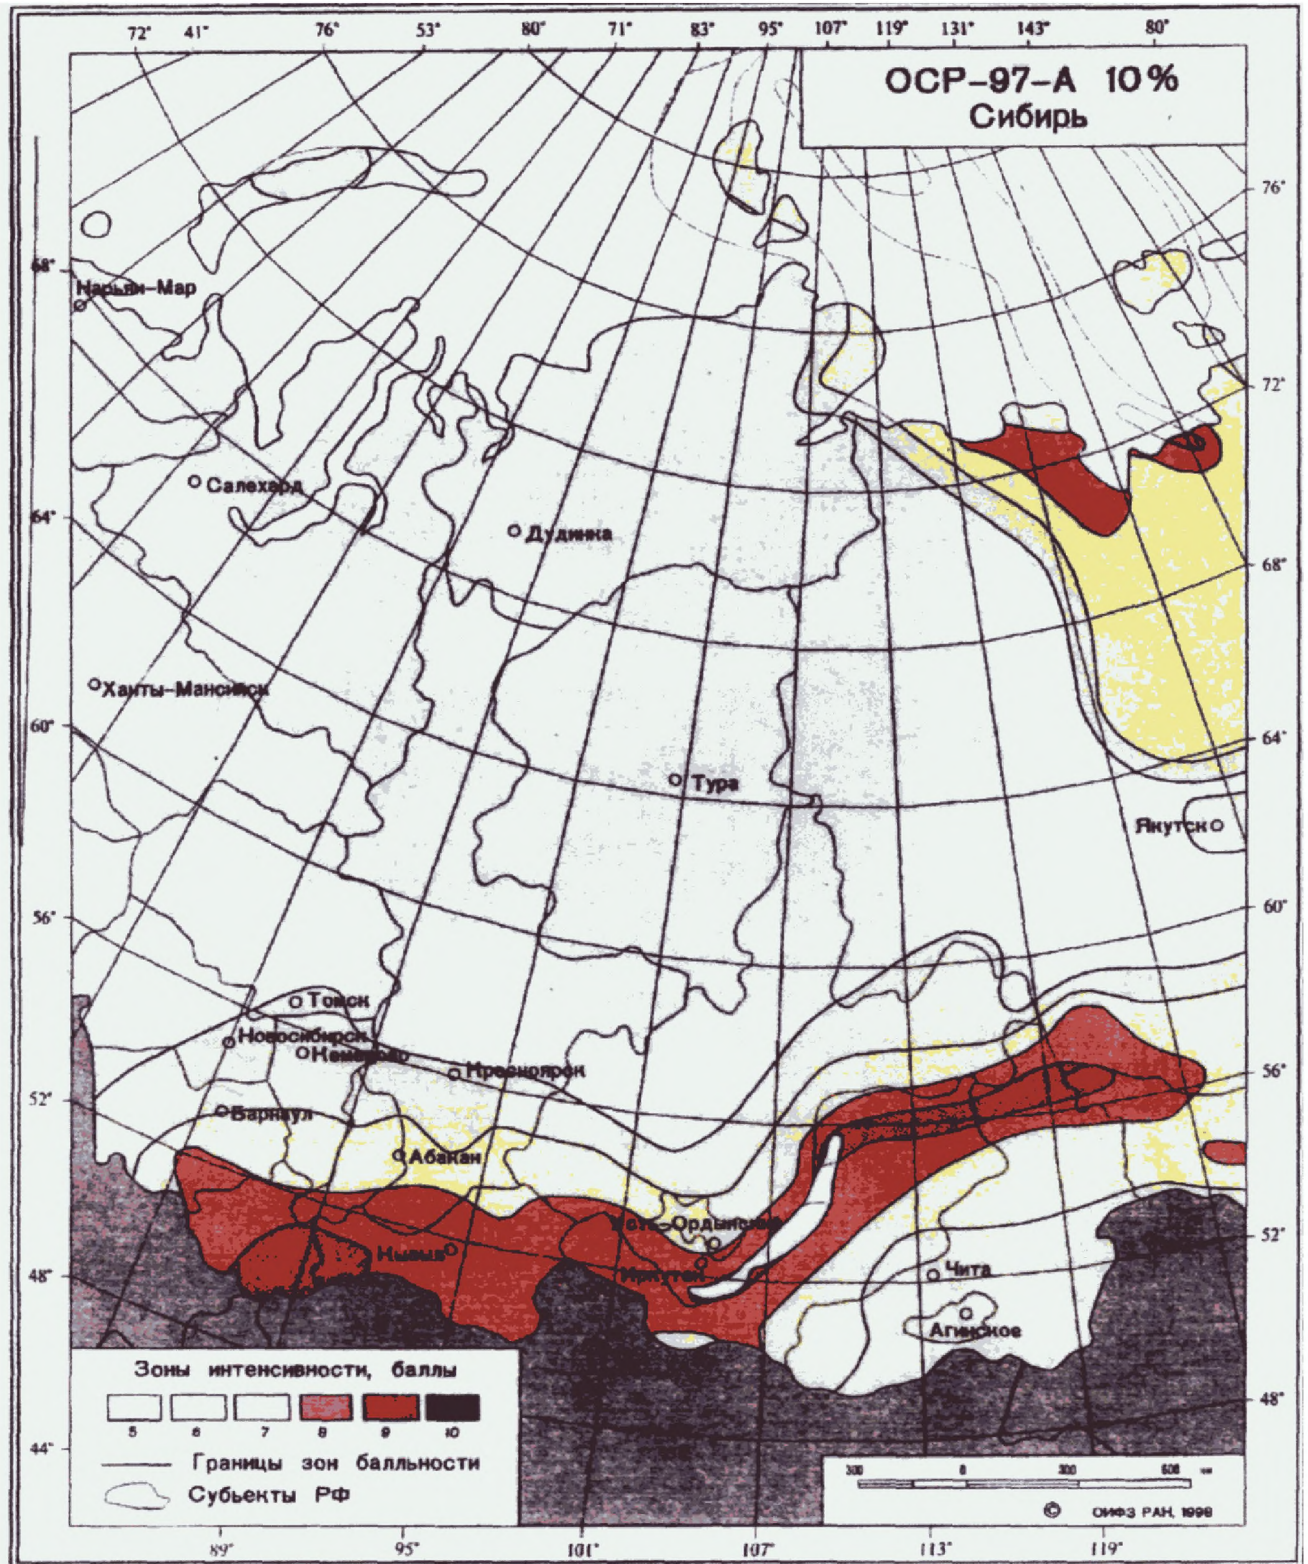 72° 41° 76° 53° 80° 71° 83° 95° 107° 119° 131° 143° 80°
ОСР-97-А 10%
Сибирь
76°
68°
Нарьян-Мар
72°
Салехард
64°
Дудинка
68°
Ханты-Мансийск
60°
64°
Тура
Якутск
56°
60°
Томск
Новосибирск
Кемерово
Красноярск
56°
52°
Барнаул
Абакан
Усть-Ордынский
52°
Кызыл
Иркутск
48°
Чита
Агинское
Зоны интенсивности, баллы
5 6 7 8 9 10
48°
44°
Границы зон балльности
Субьекты РФ
300 0 300 600 км
© ОИФЗ РАН, 1998
89° 95° 101° 107° 113° 119°